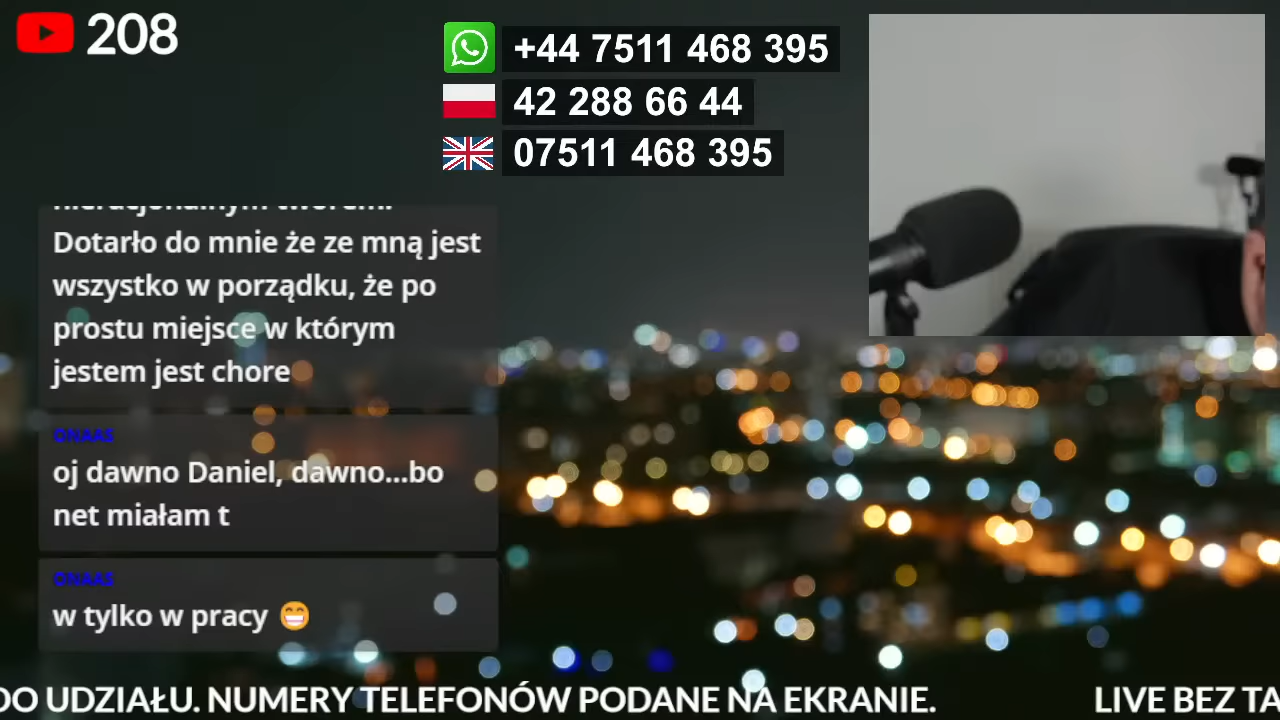 208
+44 7511 468 395
42 288 66 44
07511 468 395
Dotarło do mnie że ze mną jest
wszystko w porządku, że po
prostu miejsce w którym
jestem jest chore
ONAAS
oj dawno Daniel, dawno...bo
net miałam t
ONAAS
w tylko w pracy 😁
DO UDZIAŁU. NUMERY TELEFONÓW PODANE NA EKRANIE. LIVE BEZ TA